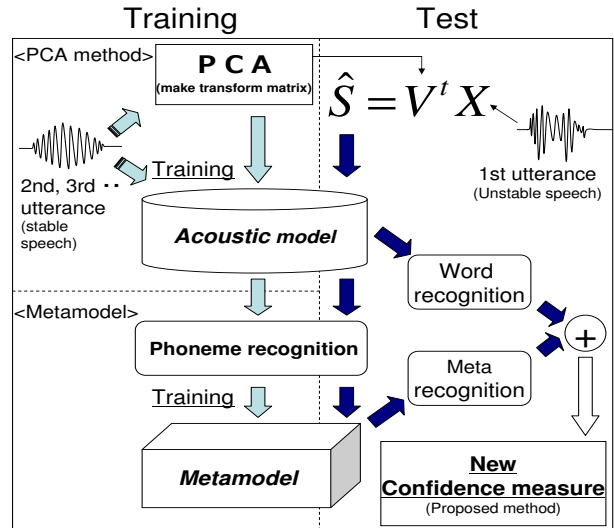 Training
Test
<PCA method>
P C A
(make transform matrix)
Ŝ = VᵗX
2nd, 3rd ··
utterance
(stable
speech)
Training
1st utterance
(Unstable speech)
Acoustic model
Word
recognition
<Metamodel>
Phoneme recognition
+
Meta
recognition
Training
Metamodel
New
Confidence measure
(Proposed method)